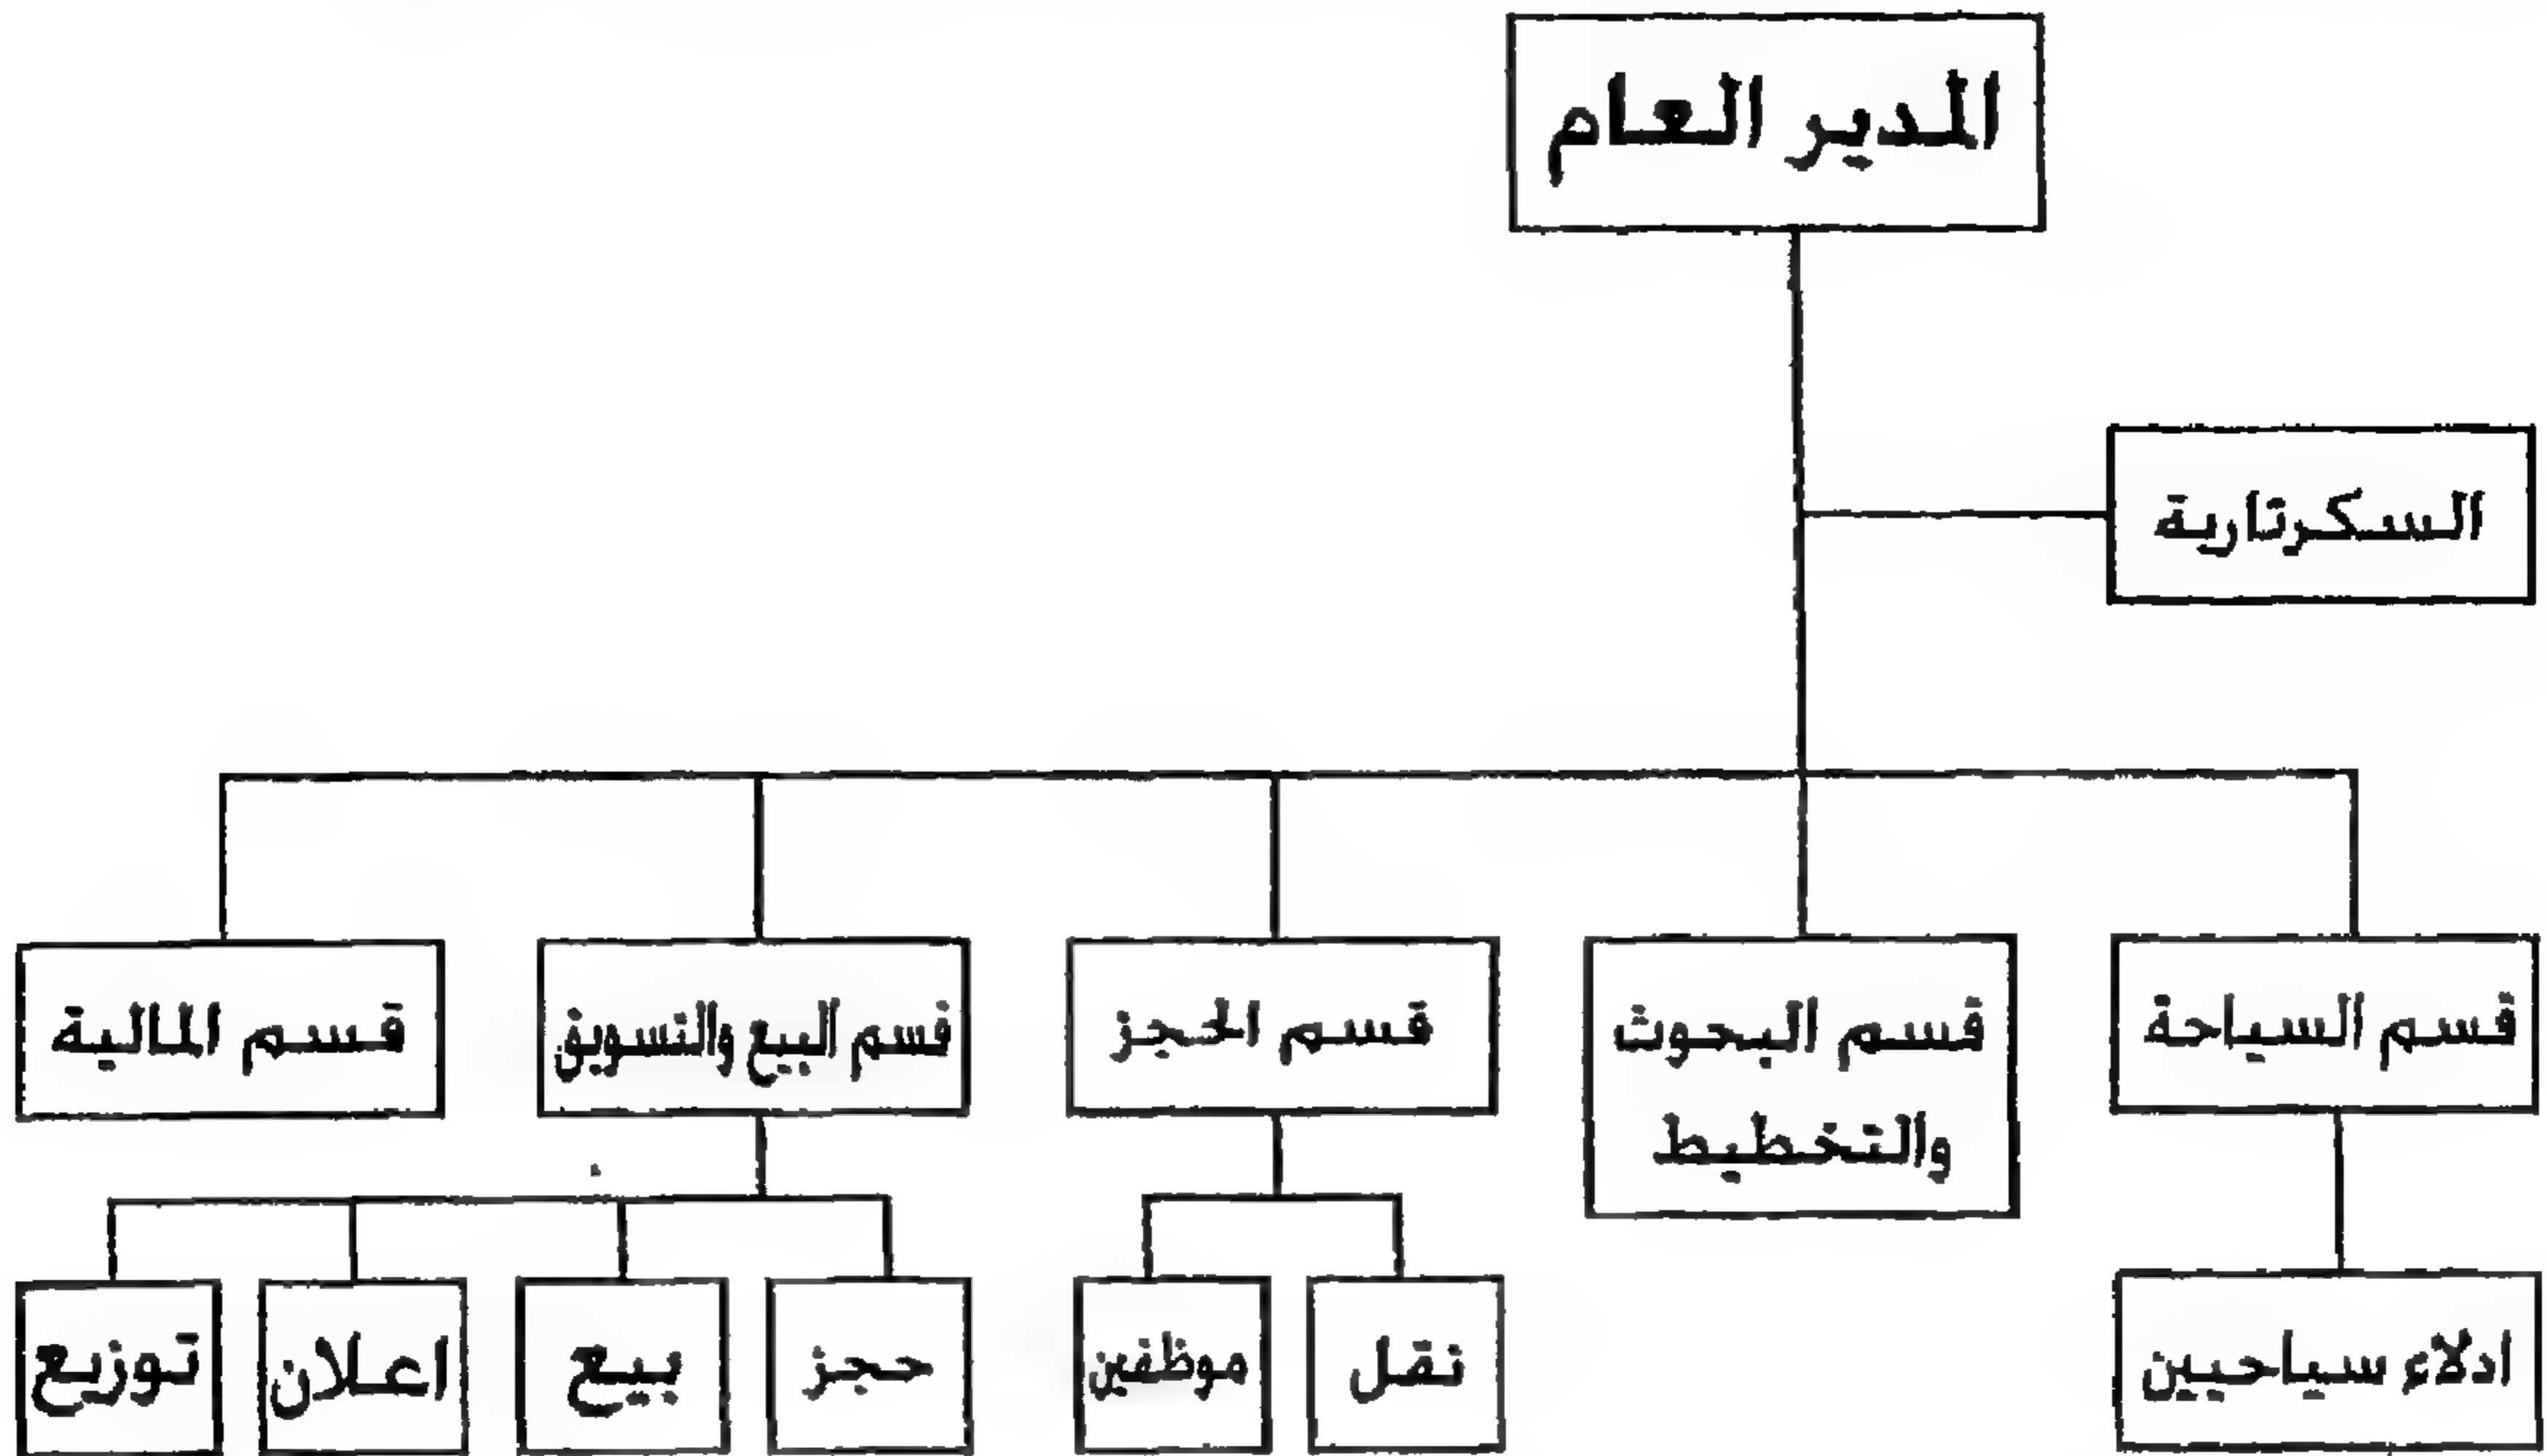 المدير العام
السكرتارية
قسم السياحة
قسم البحوث
والتخطيط
قسم الحجز
قسم البيع والتسويق
قسم المالية
ادلاء سياحيين
نقل
موظفين
حجز
بيع
اعلان
توزيع